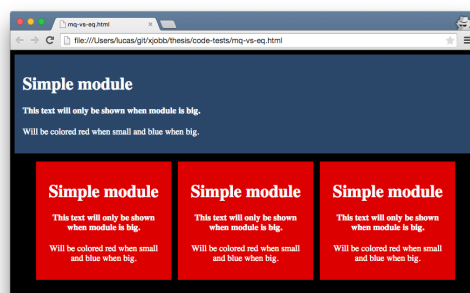 mq-vs-eq.html
file:///Users/lucas/git/xjobb/thesis/code-tests/mq-vs-eq.html
Simple module
This text will only be shown when module is big.
Will be colored red when small and blue when big.
Simple module
This text will only be shown
when module is big.
Will be colored red when small
and blue when big.
Simple module
This text will only be shown
when module is big.
Will be colored red when small
and blue when big.
Simple module
This text will only be shown
when module is big.
Will be colored red when small
and blue when big.